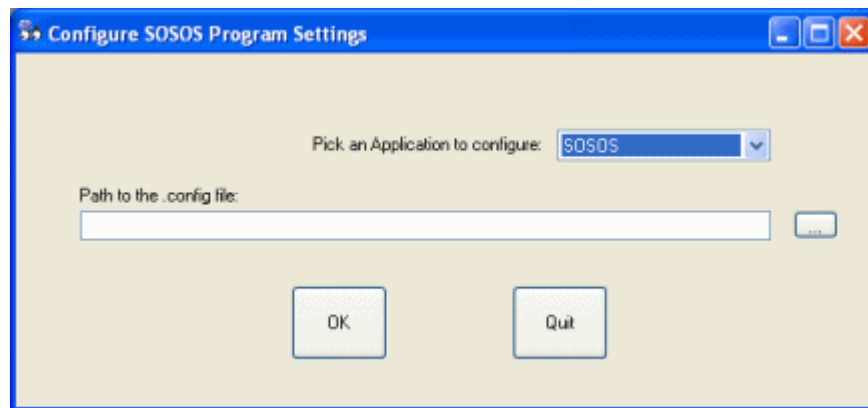 Configure SOSOS Program Settings
Pick an Application to configure: SOSOS
Path to the .config file:
...
OK
Quit